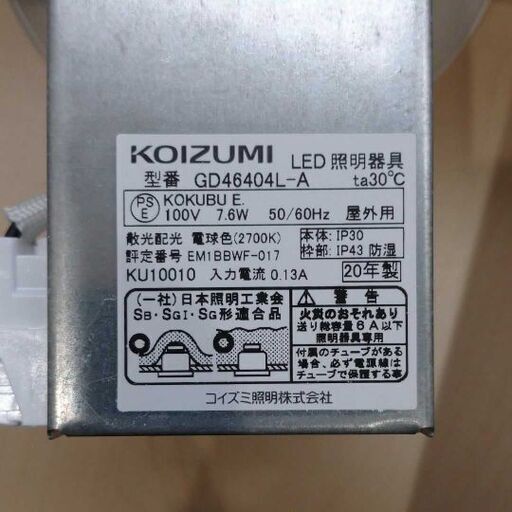 KOIZUMI LED 照明器具
型番 GD46404L-A ta30℃
PS E KOKUBU E.
100V 7.6W 50/60Hz 屋外用
散光配光 電球色(2700K) 本体:IP30
評定番号 EM1BBWF-017 枠部:IP43 防湿
KU10010 入力電流 0.13A 20年製
(一社)日本照明工業会
SB・SGI・SG形適合品
警告
火災のおそれあり
送り総容量6A以下
照明器具専用
付属のチューブがある
場合、必ず電源線は
チューブで保護する事
コイズミ照明株式会社